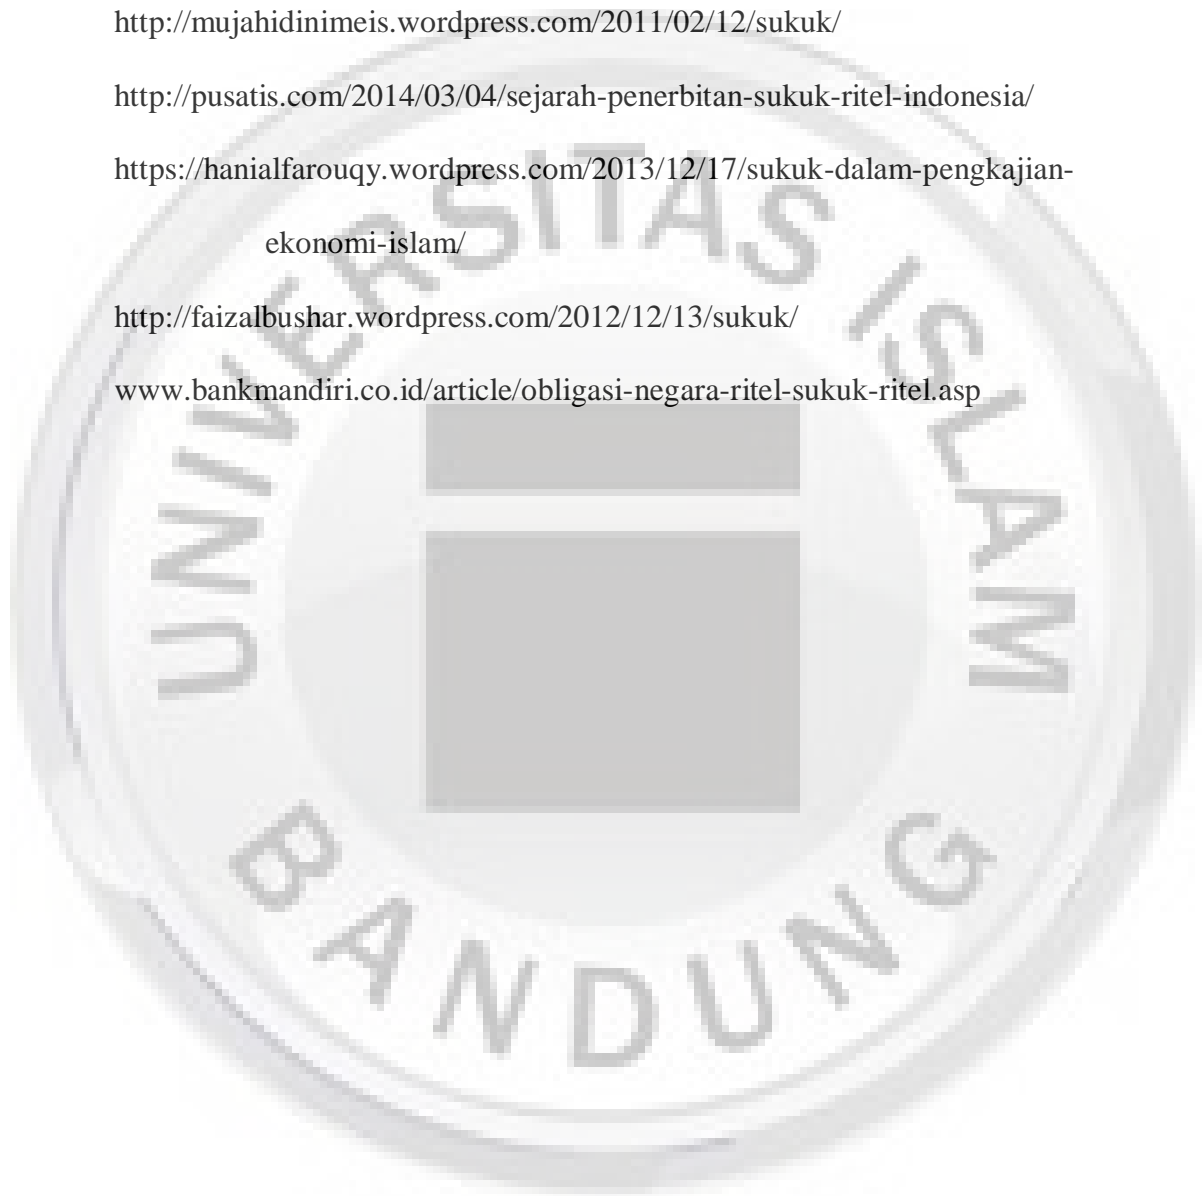 http://mujahidinimeis.wordpress.com/2011/02/12/sukuk/
http://pusatis.com/2014/03/04/sejarah-penerbitan-sukuk-ritel-indonesia/
https://hanialfarouqy.wordpress.com/2013/12/17/sukuk-dalam-pengkajian-
ekonomi-islam/
http://faizalbushar.wordpress.com/2012/12/13/sukuk/
www.bankmandiri.co.id/article/obligasi-negara-ritel-sukuk-ritel.asp
UNIVERSITAS ISLAM
BANDUNG